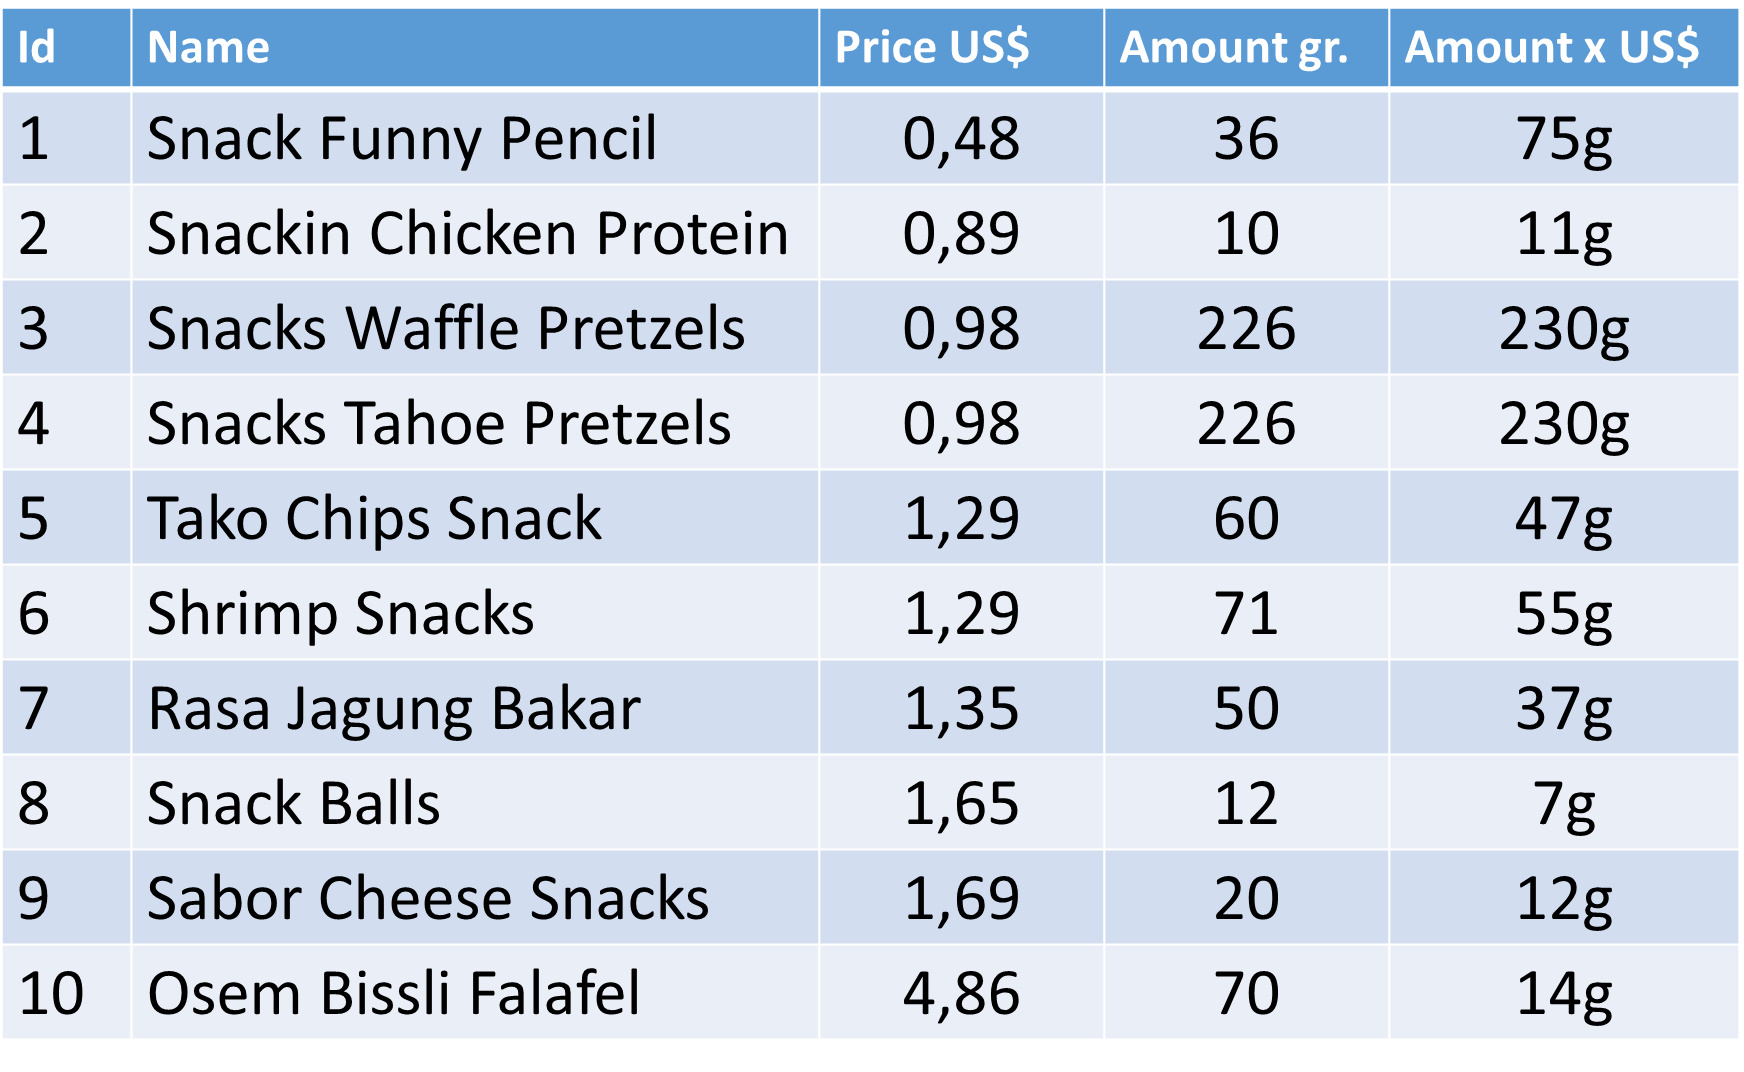 Id Name Price US$ Amount gr. Amount x US$
1 Snack Funny Pencil 0,48 36 75g
2 Snackin Chicken Protein 0,89 10 11g
3 Snacks Waffle Pretzels 0,98 226 230g
4 Snacks Tahoe Pretzels 0,98 226 230g
5 Tako Chips Snack 1,29 60 47g
6 Shrimp Snacks 1,29 71 55g
7 Rasa Jagung Bakar 1,35 50 37g
8 Snack Balls 1,65 12 7g
9 Sabor Cheese Snacks 1,69 20 12g
10 Osem Bissli Falafel 4,86 70 14g